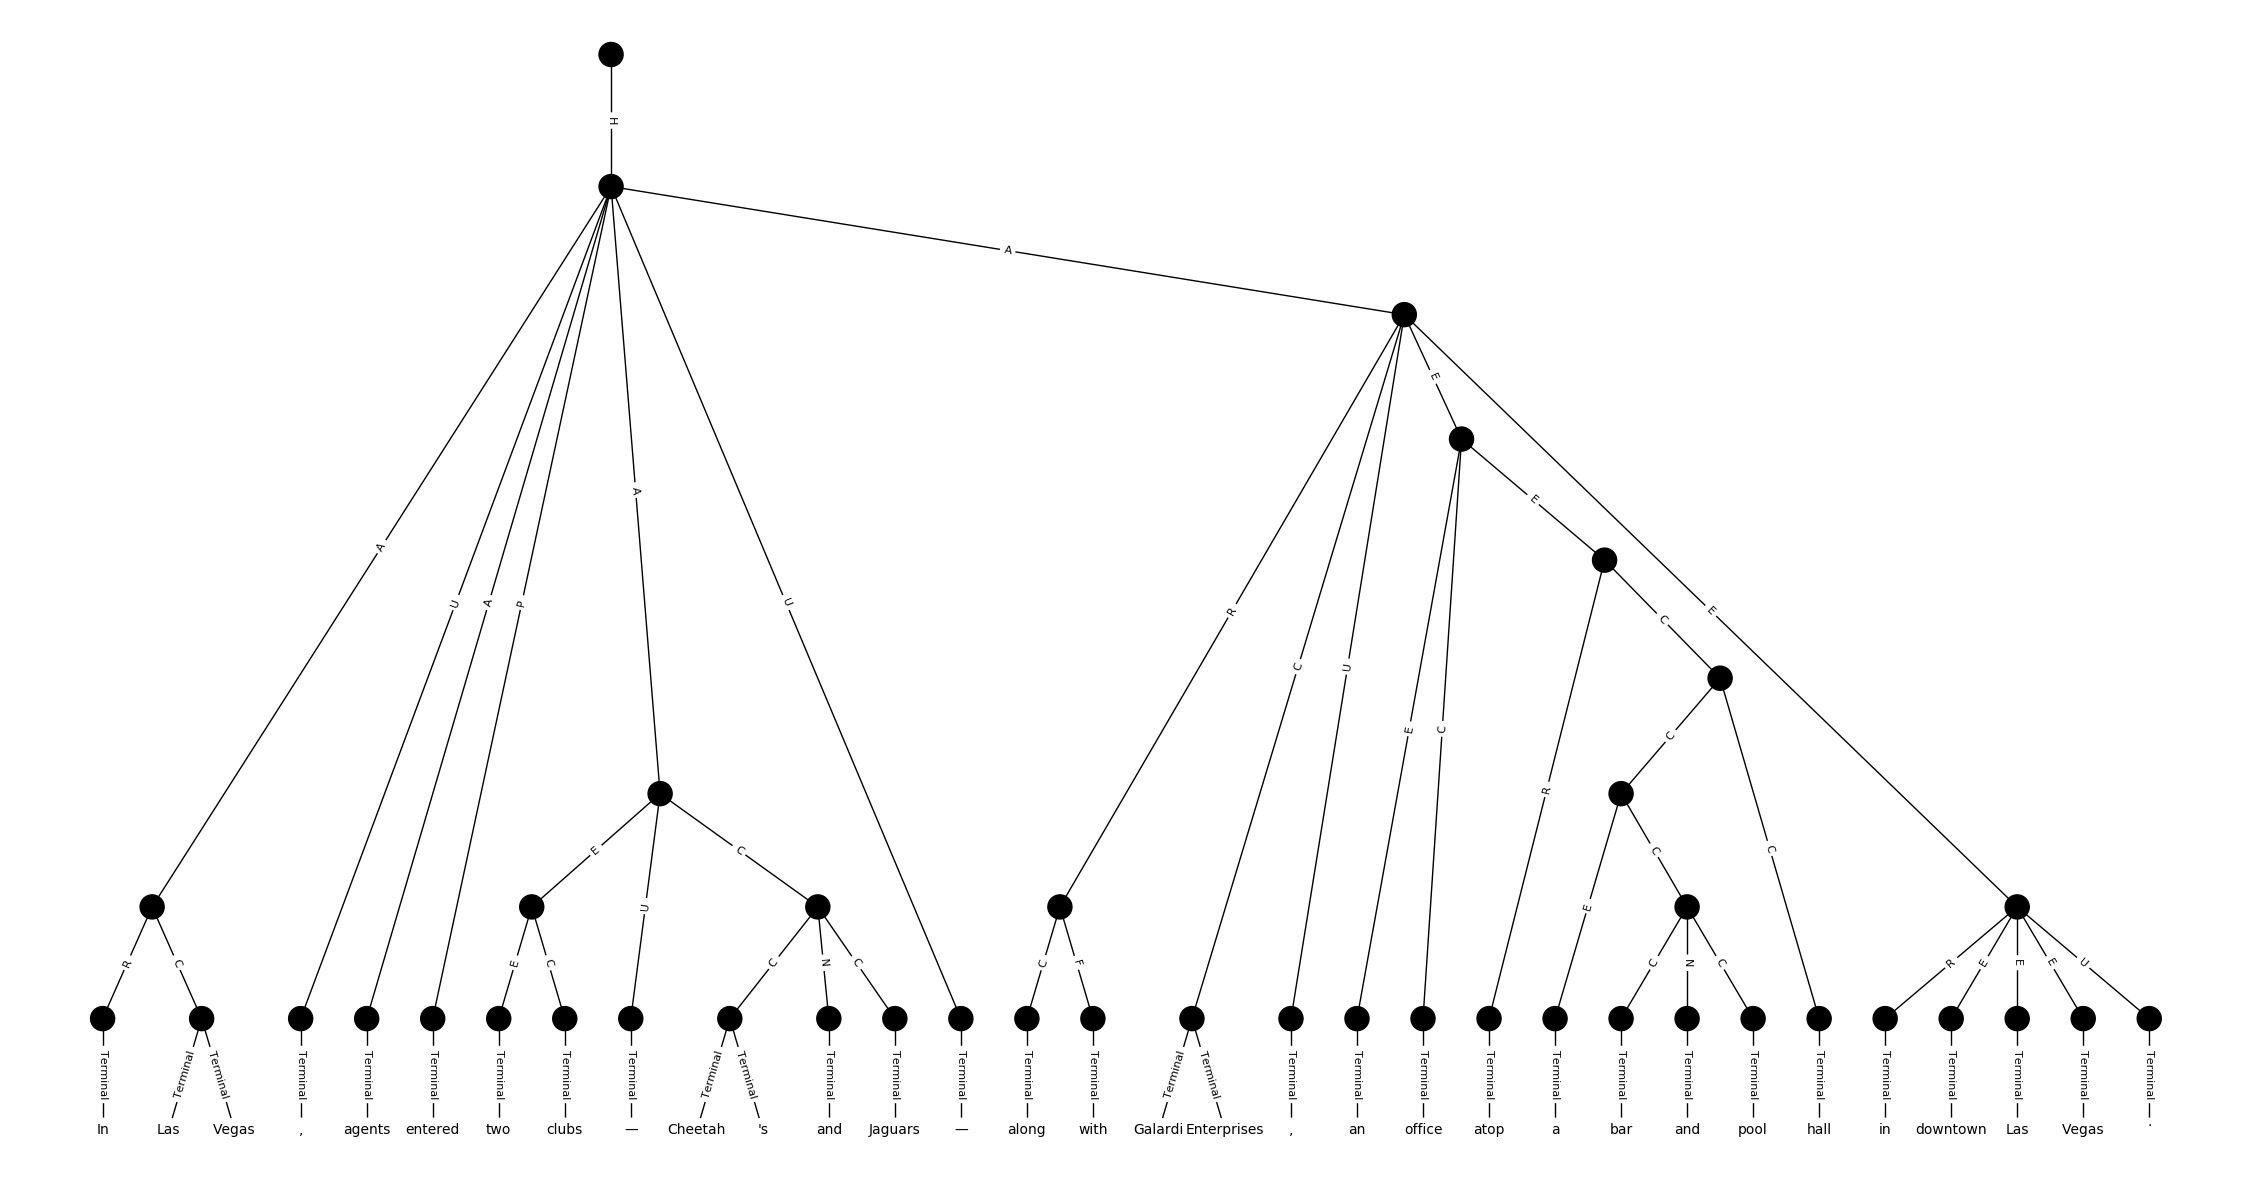 H
A
A
E
A
E
A
U
A
P
U
R
E
C
C
U
E
C
R
C
E
C
U
C
E
C
C
R
C
E
C
C
N
C
C
F
C
N
C
R
E
E
E
U
Terminal Terminal Terminal Terminal Terminal Terminal Terminal Terminal Terminal Terminal Terminal Terminal Terminal Terminal Terminal Terminal Terminal Terminal Terminal Terminal Terminal Terminal Terminal Terminal Terminal Terminal Terminal Terminal Terminal Terminal Terminal Terminal
In Las Vegas , agents entered two clubs — Cheetah 's and Jaguars — along with Galardi Enterprises , an office atop a bar and pool hall in downtown Las Vegas .